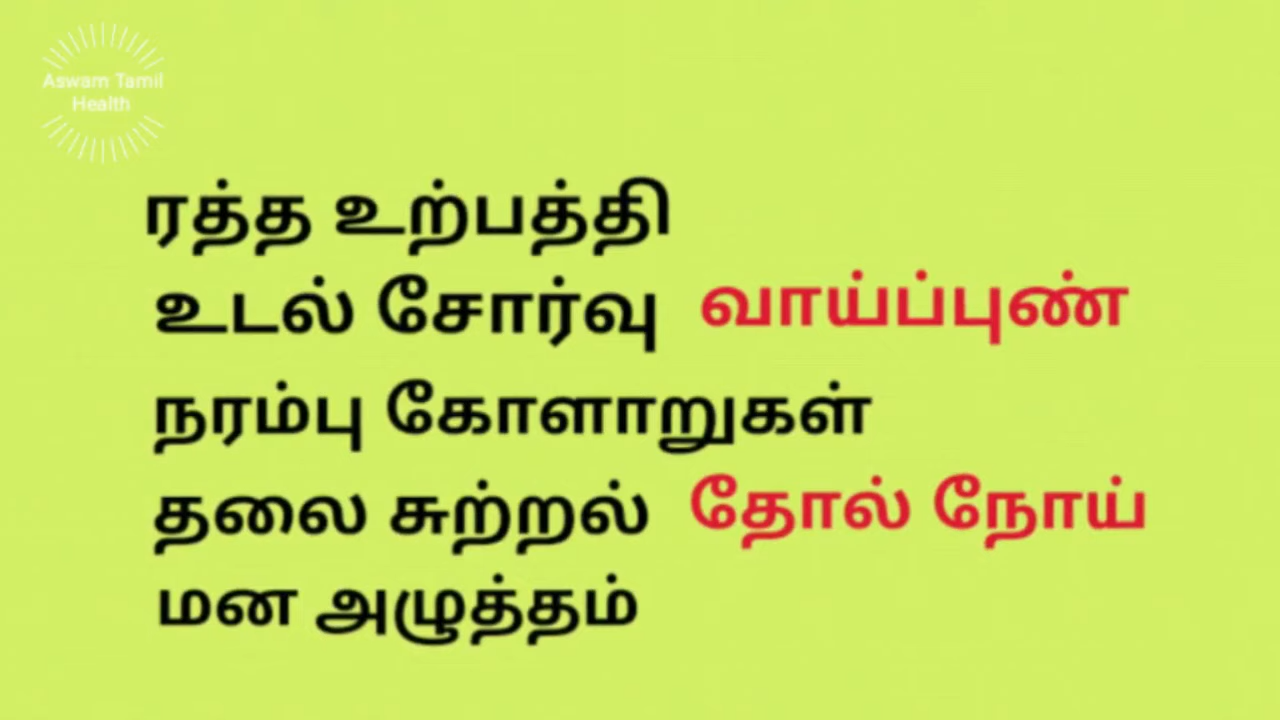 Aswam Tamil
Health
ரத்த உற்பத்தி
உடல் சோர்வு வாய்ப்புண்
நரம்பு கோளாறுகள்
தலை சுற்றல் தோல் நோய்
மன அழுத்தம்